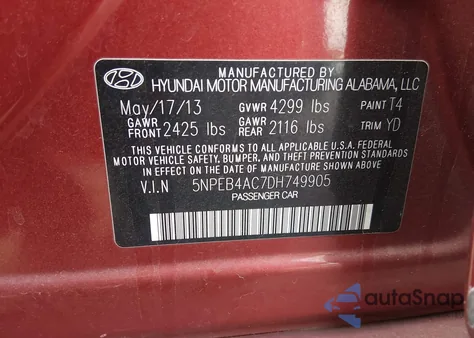 MANUFACTURED BY
HYUNDAI MOTOR MANUFACTURING ALABAMA, LLC
May/17/13 GVWR 4299 lbs PAINT T4
GAWR FRONT 2425 lbs GAWR REAR 2116 lbs TRIM YD
THIS VEHICLE CONFORMS TO ALL APPLICABLE U.S.A. FEDERAL
MOTOR VEHICLE SAFETY, BUMPER, AND THEFT PREVENTION STANDARDS
IN EFFECT ON THE DATE OF MANUFACTURE SHOWN ABOVE.
V.I.N 5NPEB4AC7DH749905
PASSENGER CAR
autoSnap